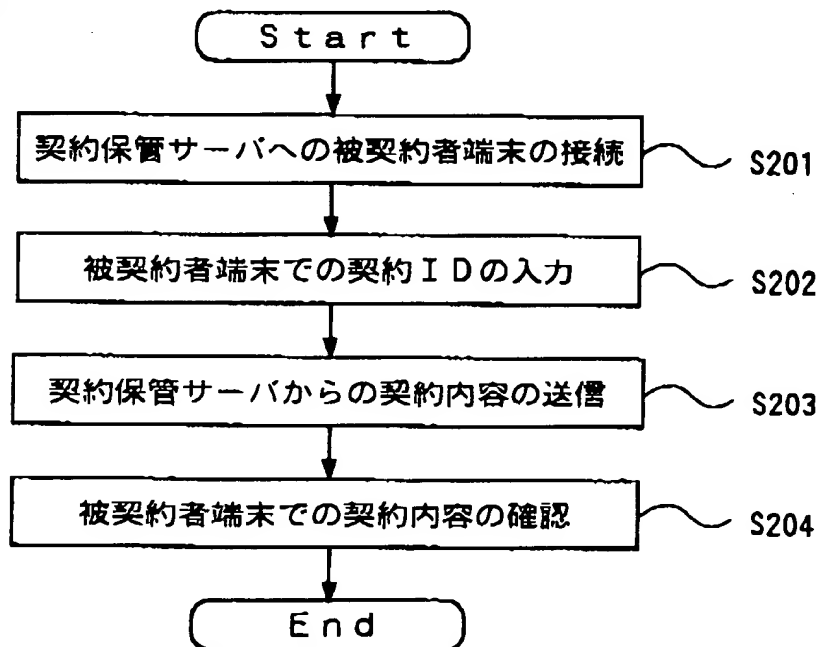 Start
契約保管サーバへの被契約者端末の接続
S201
被契約者端末での契約IDの入力
S202
契約保管サーバからの契約内容の送信
S203
被契約者端末での契約内容の確認
S204
End